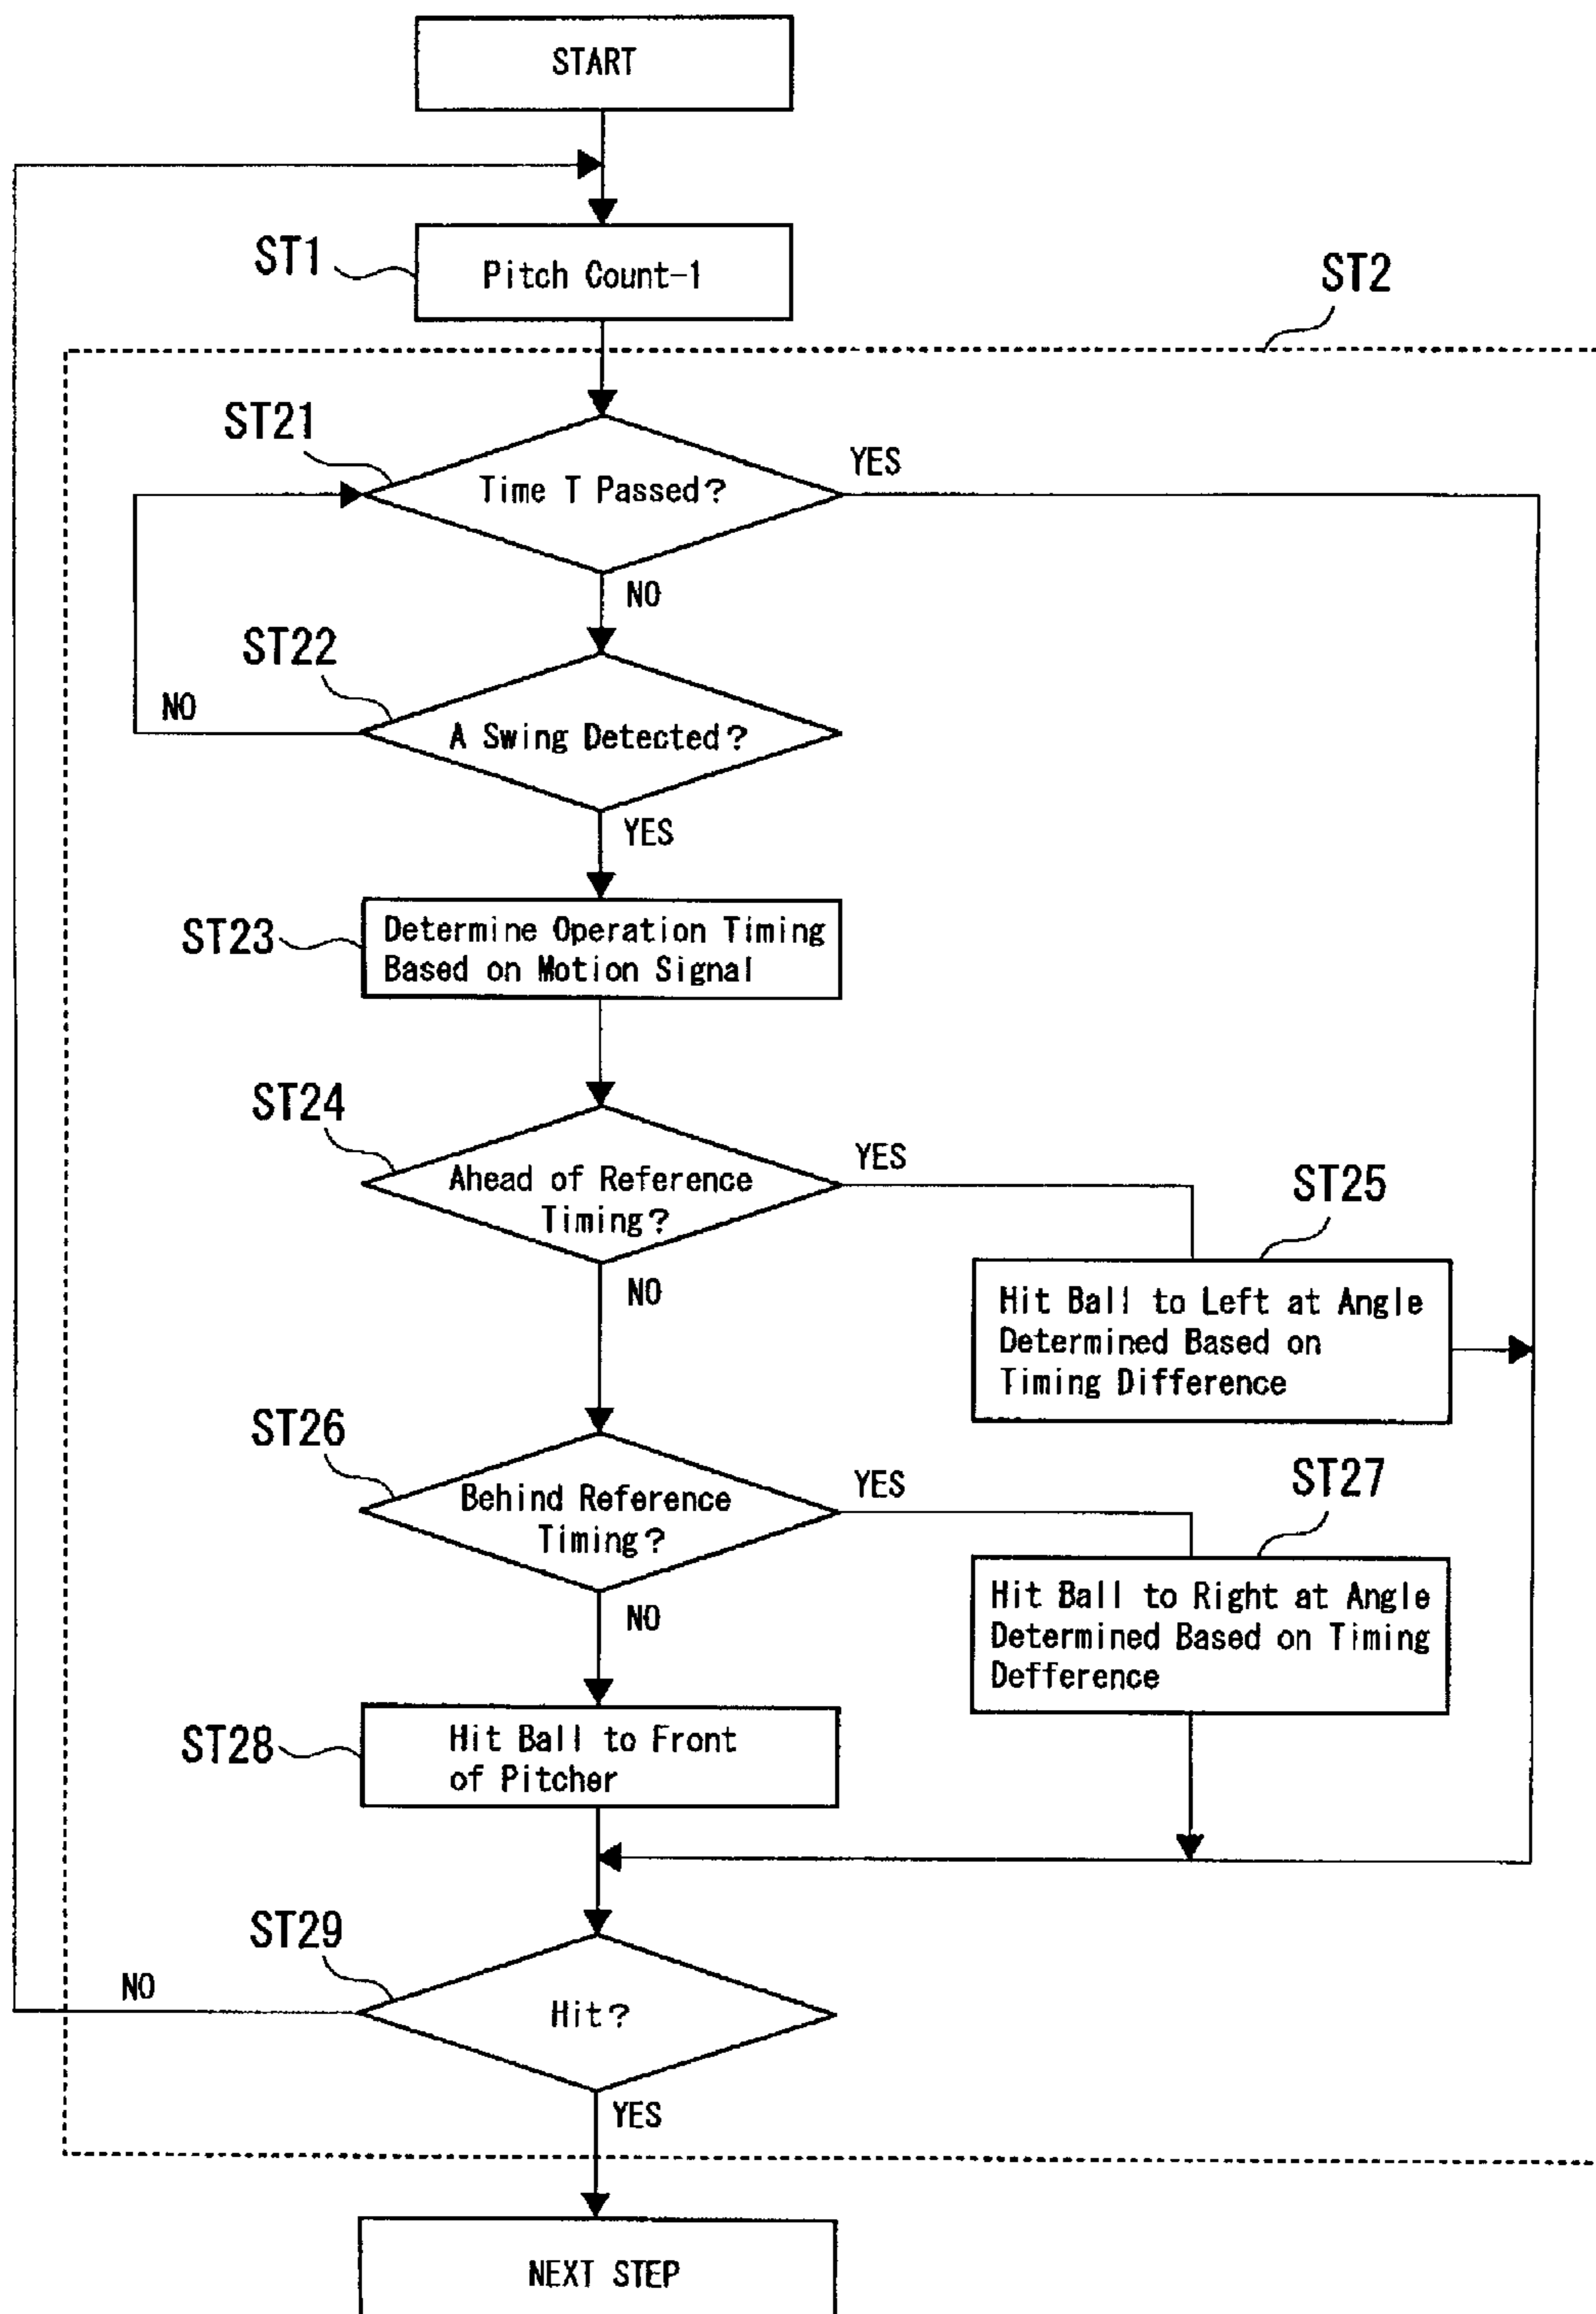 START
ST1
Pitch Count-1
ST2
ST21
Time T Passed?
YES
NO
ST22
NO
A Swing Detected?
YES
ST23
Determine Operation Timing
Based on Motion Signal
ST24
Ahead of Reference
Timing?
YES
NO
ST25
Hit Ball to Left at Angle
Determined Based on
Timing Difference
ST26
Behind Reference
Timing?
YES
NO
ST27
Hit Ball to Right at Angle
Determined Based on Timing
Defference
ST28
Hit Ball to Front
of Pitcher
ST29
NO
Hit?
YES
NEXT STEP